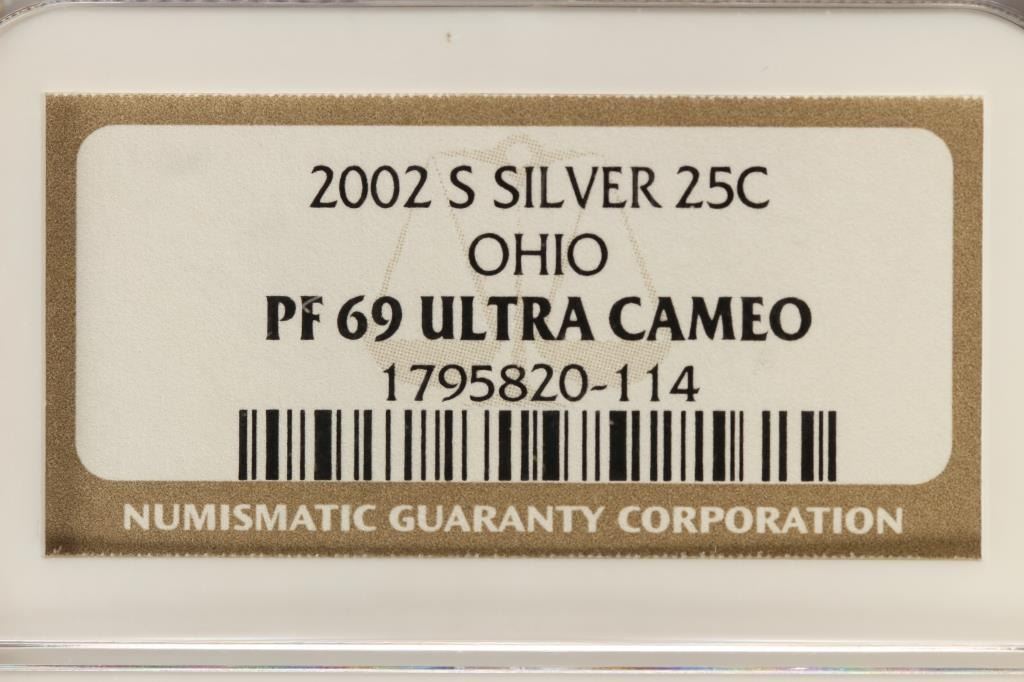 2002 S SILVER 25C
OHIO
PF 69 ULTRA CAMEO
1795820-114
NUMISMATIC GUARANTY CORPORATION